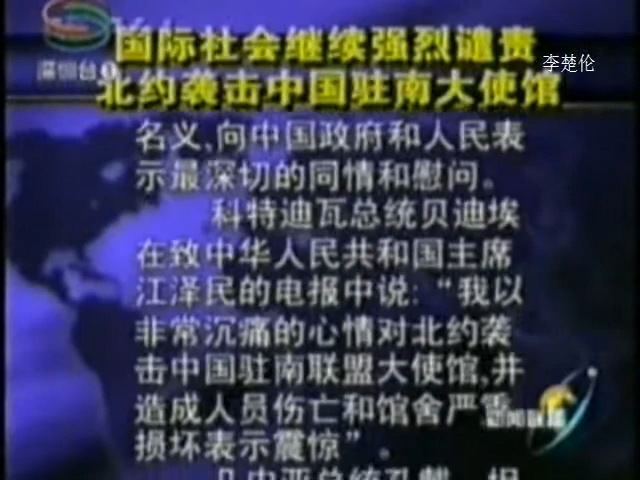 国际社会继续强烈谴责
深圳台1
李楚伦
北约袭击中国驻南大使馆
名义,向中国政府和人民表
示最深切的同情和慰问。
科特迪瓦总统贝迪埃
在致中华人民共和国主席
江泽民的电报中说:“我以
非常沉痛的心情对北约袭
击中国驻南联盟大使馆,并
造成人员伤亡和馆舍严重
新闻联播
损坏表示震惊”。